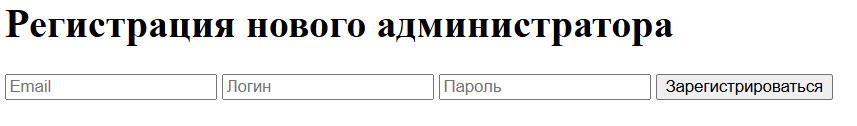 Регистрация нового администратора
Email Логин Пароль Зарегистрироваться